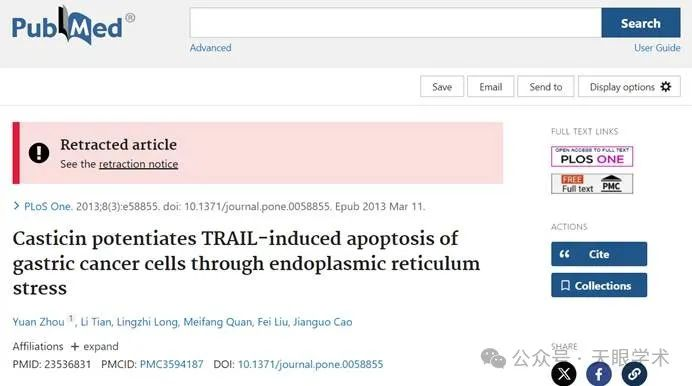 PubMed®
Search
Advanced
User Guide
Save
Email
Send to
Display options
Retracted article
See the retraction notice
FULL TEXT LINKS
OPEN ACCESS TO FULL TEXT
PLOS ONE
FREE
Full text
PMC
> PLoS One. 2013;8(3):e58855. doi: 10.1371/journal.pone.0058855. Epub 2013 Mar 11.
Casticin potentiates TRAIL-induced apoptosis of
gastric cancer cells through endoplasmic reticulum
stress
ACTIONS
Cite
Collections
Yuan Zhou 1, Li Tian, Lingzhi Long, Meifang Quan, Fei Liu, Jianguo Cao
Affiliations + expand
PMID: 23536831 PMCID: PMC3594187 DOI: 10.1371/journal.pone.0058855
SHARE
公众号 · 天眼学术